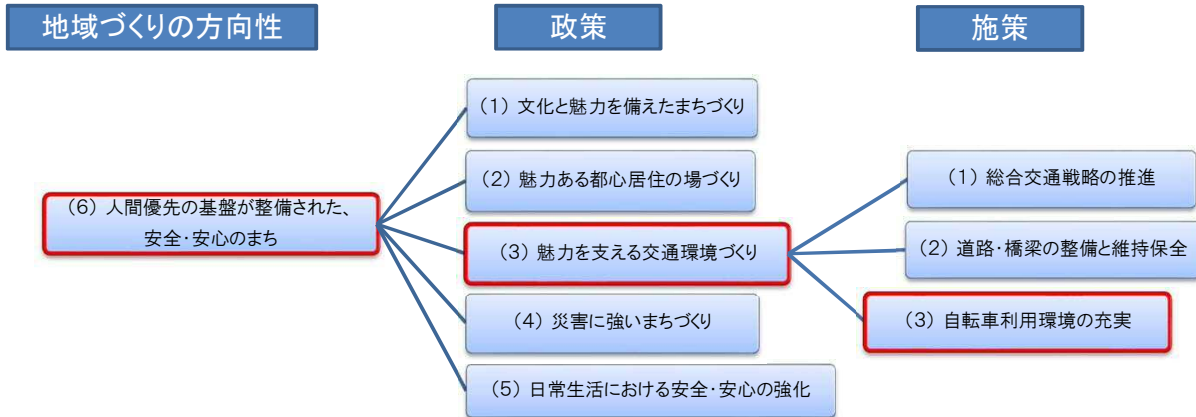 地域づくりの方向性
政策
施策
(1) 文化と魅力を備えたまちづくり
(2) 魅力ある都心居住の場づくり
(6) 人間優先の基盤が整備された、
安全・安心のまち
(3) 魅力を支える交通環境づくり
(4) 災害に強いまちづくり
(5) 日常生活における安全・安心の強化
(1) 総合交通戦略の推進
(2) 道路・橋梁の整備と維持保全
(3) 自転車利用環境の充実